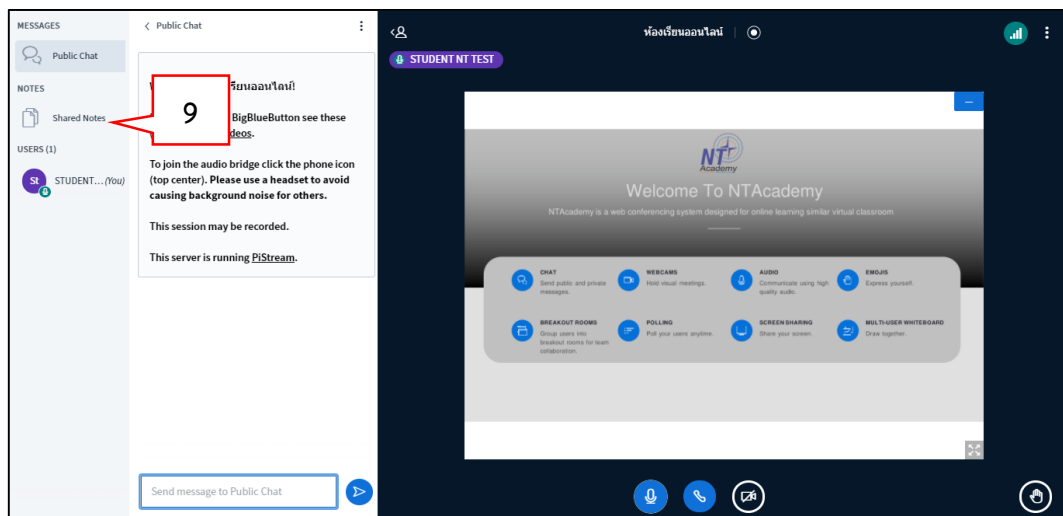 MESSAGES
Public Chat
NOTES
Shared Notes
USERS (1)
St
STUDENT... (You)
Public Chat
รียนออนไลน์!
9
BigBlueButton see these
deos.
To join the audio bridge click the phone icon
(top center). Please use a headset to avoid
causing background noise for others.
This session may be recorded.
This server is running PiStream.
Send message to Public Chat
ห้องเรียนออนไลน์
STUDENT NT TEST
NT
Academy
Welcome To NTAcademy
NTAcademy is a web conferencing system designed for online learning similar virtual classroom
CHAT
Send public and private
messages.
WEBCAMS
Hold visual meetings.
AUDIO
Communicate using high
quality audio.
EMOJIS
Express yourself.
BREAKOUT ROOMS
Group users into
breakout rooms for team
collaboration.
POLLING
Poll your users anytime.
SCREEN SHARING
Share your screen.
MULTI-USER WHITEBOARD
Draw together.